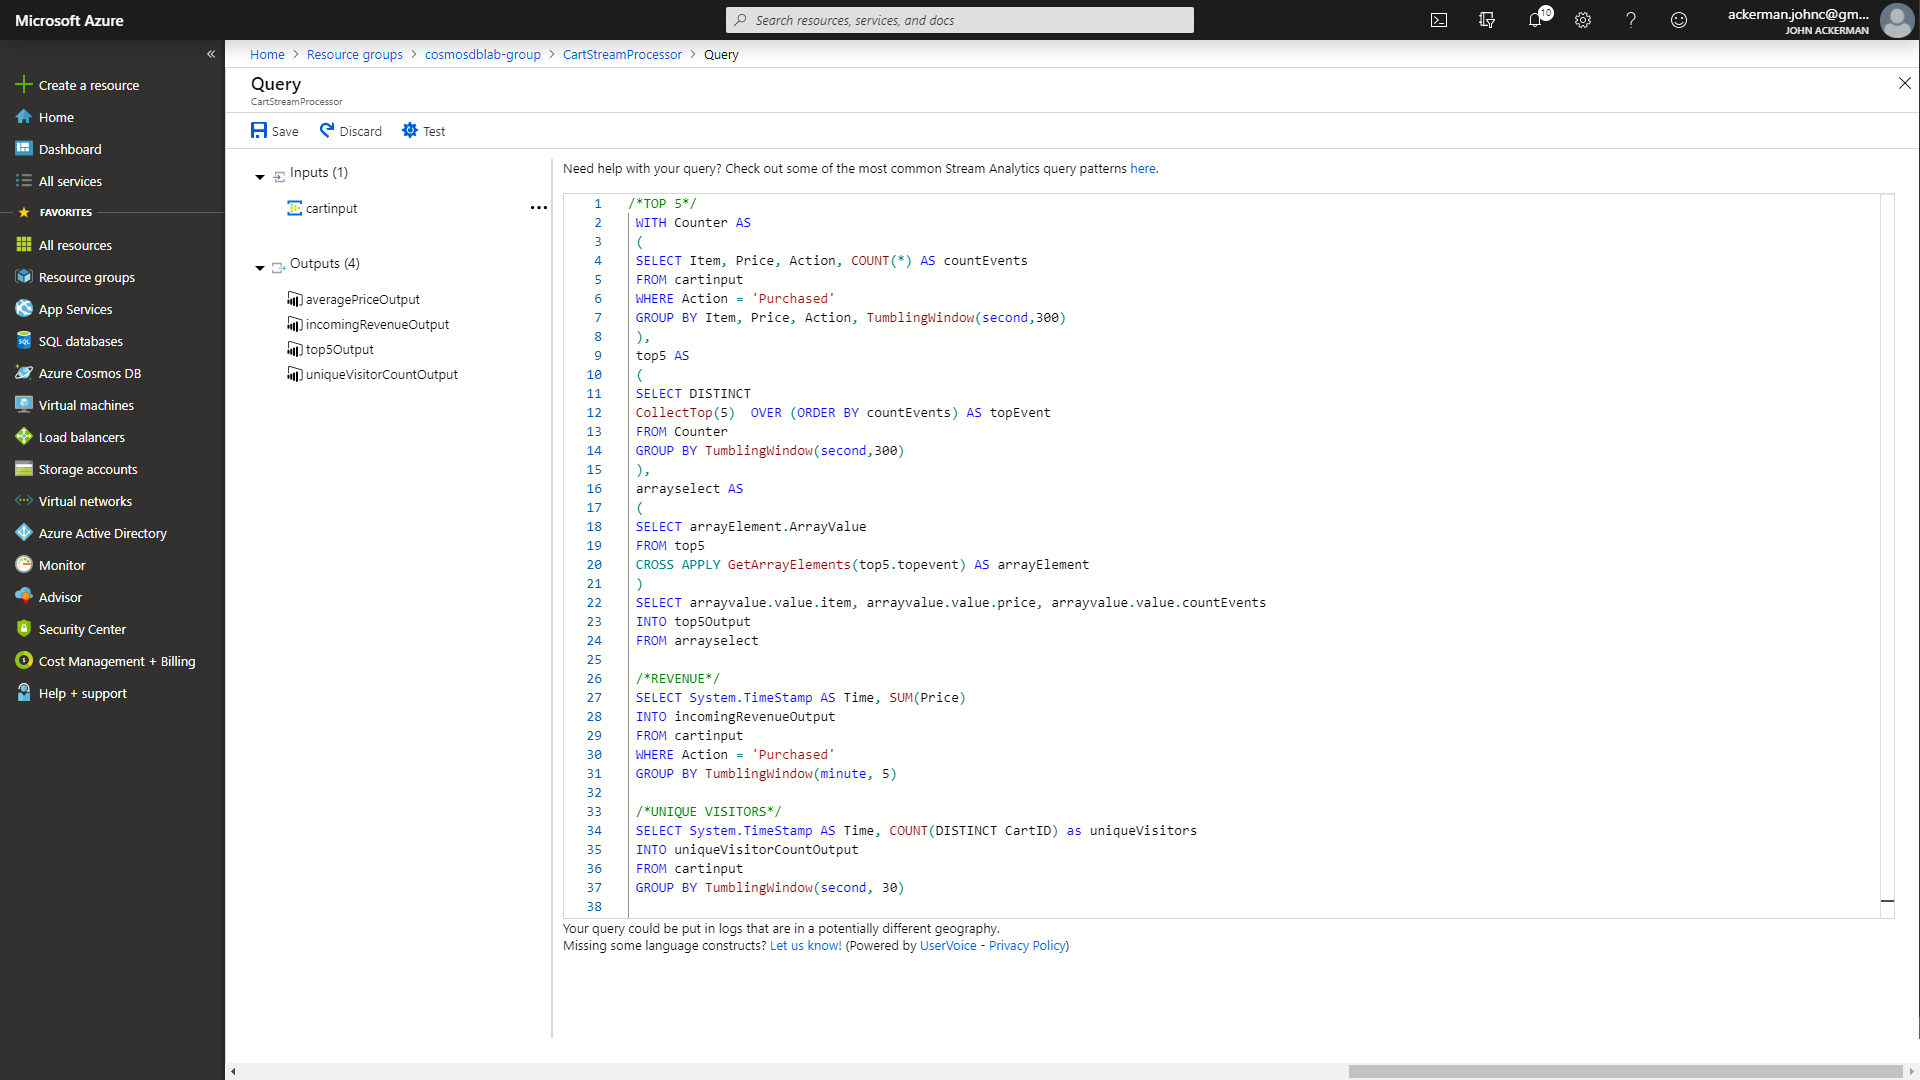 Microsoft Azure
Search resources, services, and docs
10
ackerman.johnc@gm...
JOHN ACKERMAN
«
Create a resource
Home
Dashboard
All services
FAVORITES
All resources
Resource groups
App Services
SQL databases
Azure Cosmos DB
Virtual machines
Load balancers
Storage accounts
Virtual networks
Azure Active Directory
Monitor
Advisor
Security Center
Cost Management + Billing
Help + support
Home > Resource groups > cosmosdblab-group > CartStreamProcessor > Query
Query
CartStreamProcessor
Save Discard Test
Inputs (1)
cartinput ...
Outputs (4)
averagePriceOutput
incomingRevenueOutput
top5Output
uniqueVisitorCountOutput
Need help with your query? Check out some of the most common Stream Analytics query patterns here.
1 /*TOP 5*/
2 WITH Counter AS
3 (
4 SELECT Item, Price, Action, COUNT(*) AS countEvents
5 FROM cartinput
6 WHERE Action = 'Purchased'
7 GROUP BY Item, Price, Action, TumblingWindow(second,300)
8 ),
9 top5 AS
10 (
11 SELECT DISTINCT
12 CollectTop(5)  OVER (ORDER BY countEvents) AS topEvent
13 FROM Counter
14 GROUP BY TumblingWindow(second,300)
15 ),
16 arrayselect AS
17 (
18 SELECT arrayElement.ArrayValue
19 FROM top5
20 CROSS APPLY GetArrayElements(top5.topevent) AS arrayElement
21 )
22 SELECT arrayvalue.value.item, arrayvalue.value.price, arrayvalue.value.countEvents
23 INTO top5Output
24 FROM arrayselect
25
26 /*REVENUE*/
27 SELECT System.TimeStamp AS Time, SUM(Price)
28 INTO incomingRevenueOutput
29 FROM cartinput
30 WHERE Action = 'Purchased'
31 GROUP BY TumblingWindow(minute, 5)
32
33 /*UNIQUE VISITORS*/
34 SELECT System.TimeStamp AS Time, COUNT(DISTINCT CartID) as uniqueVisitors
35 INTO uniqueVisitorCountOutput
36 FROM cartinput
37 GROUP BY TumblingWindow(second, 30)
38
Your query could be put in logs that are in a potentially different geography.
Missing some language constructs? Let us know! (Powered by UserVoice - Privacy Policy)